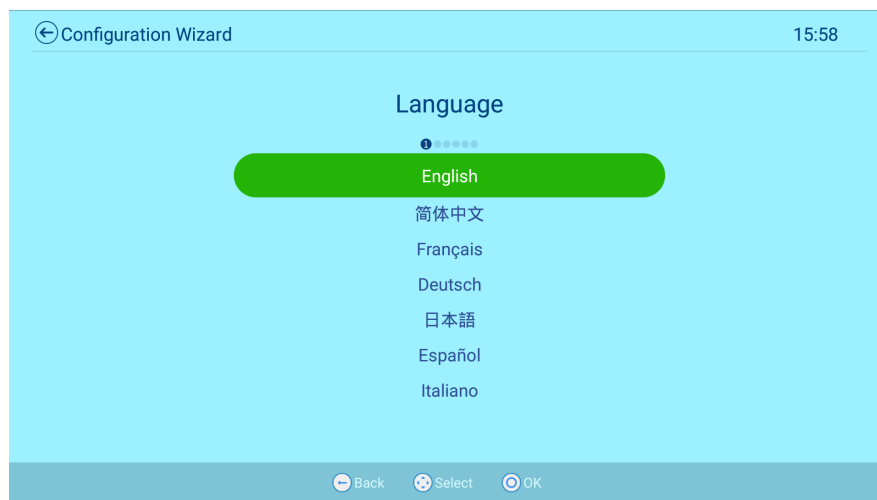 Configuration Wizard 15:58
Language
1
English
简体中文
Français
Deutsch
日本語
Español
Italiano
Back Select OK